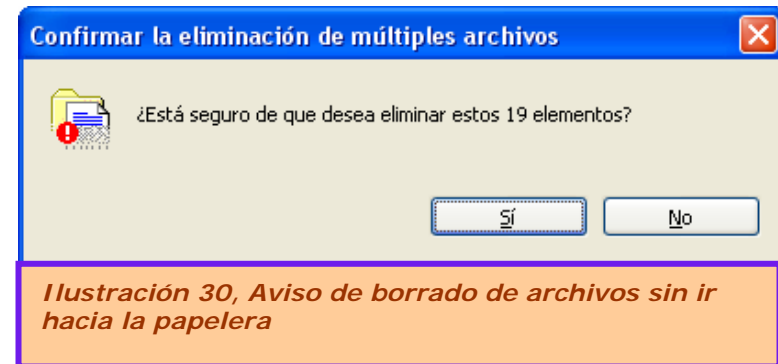 Confirmar la eliminación de múltiples archivos
¿Está seguro de que desea eliminar estos 19 elementos?
Sí
No
Ilustración 30, Aviso de borrado de archivos sin ir
hacia la papelera